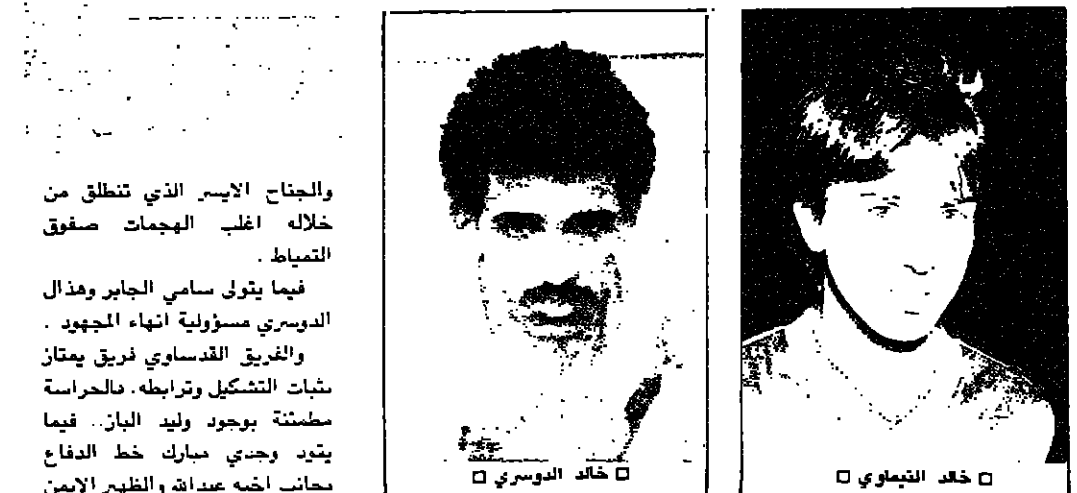 والجناح الايسر الذي تنطلق من
خلاله اغلب الهجمات صفوق
التمياط .
فيما يتولى سامي الجابر وهذال
الدوسري مسؤولية انهاء المجهود .
والفريق القدساوي فريق يمتاز
بثبات التشكيل وترابطه. فالحراسة
مطمئنة بوجود وليد الباز.. فيما
يقود وجدي مبارك خط الدفاع
بجانب اخيه عبدالله والظهير الايمن
□ خالد الدوسري □
□ خالد التيماوي □